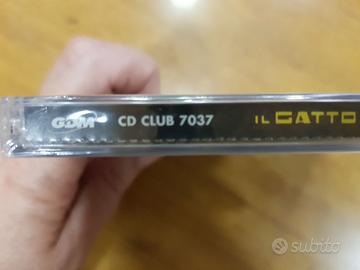 GDM CD CLUB 7037 IL GATTO
subito